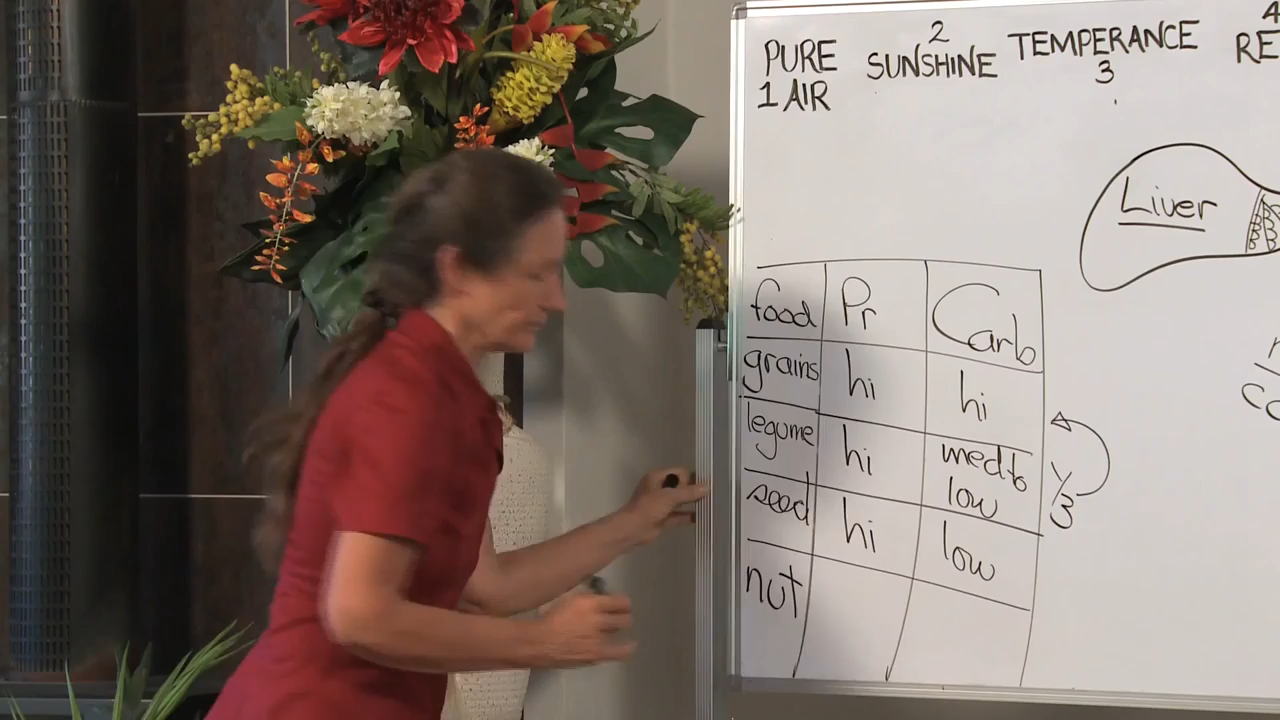 PURE
1 AIR
2
SUNSHINE
TEMPERANCE
3
4
RE
Liver
food Pr Carb
grains hi hi
legume hi med to
low
seed hi low
nut
1/3